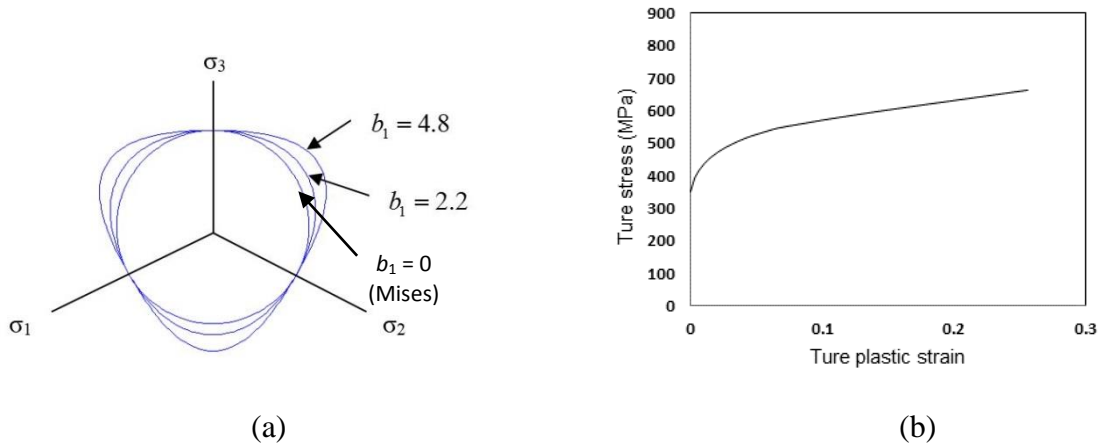 σ3
b1 = 4.8
b1 = 2.2
b1 = 0
(Mises)
σ1
σ2
(a)
900
800
700
600
500
400
300
200
100
0
Ture stress (MPa)
0
0.1
0.2
0.3
Ture plastic strain
(b)